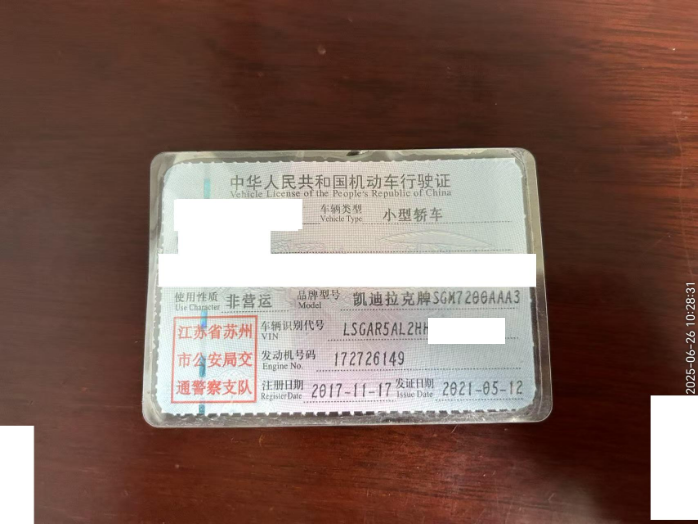 中华人民共和国机动车行驶证
Vehicle License of the People's Republic of China
车辆类型 小型轿车
Vehicle Type
使用性质 非营运 品牌型号 凯迪拉克牌SGM7200AAA3
Use Character Model
江苏省苏州
市公安局交
通警察支队
车辆识别代号 LSGAR5AL2HH
VIN
发动机号码 172726149
Engine No.
注册日期 2017-11-17 发证日期 2021-05-12
Register Date Issue Date
2025-06-26 10:28:31